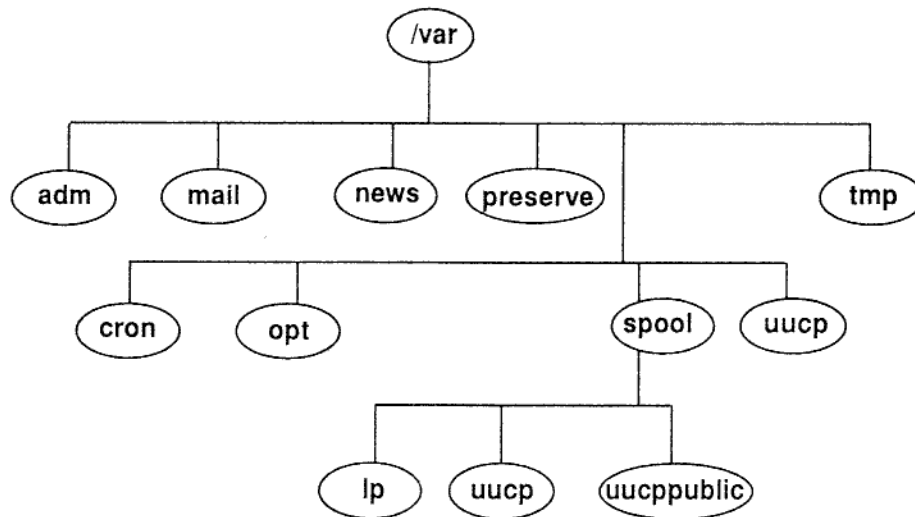 /var
adm mail news preserve tmp
cron opt spool uucp
lp uucp uucppublic